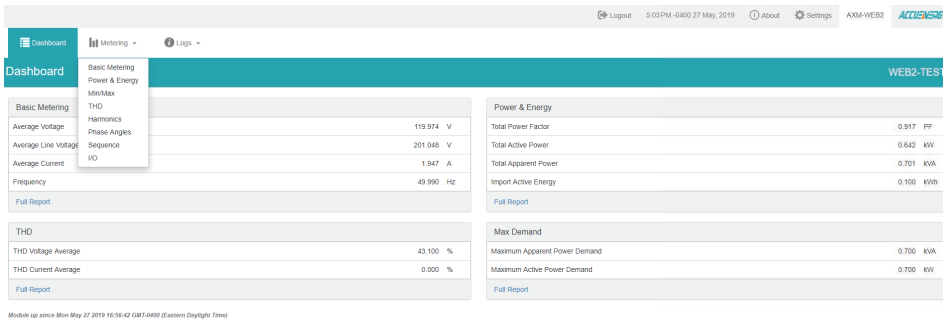 Logout 5:03 PM -0400 27 May, 2019 About Settings AXM-WEB2 ACCUENERG
Dashboard Metering Logs
Dashboard WEB2-TEST
Basic Metering
Power & Energy
Min/Max
THD
Harmonics
Phase Angles
Sequence
I/O
Basic Metering
Average Voltage 119.974 V
Average Line Voltage 201.048 V
Average Current 1.947 A
Frequency 49.990 Hz
Full Report
Power & Energy
Total Power Factor 0.917 PF
Total Active Power 0.642 kW
Total Apparent Power 0.701 kVA
Import Active Energy 0.100 kWh
Full Report
THD
THD Voltage Average 43.100 %
THD Current Average 0.000 %
Full Report
Max Demand
Maximum Apparent Power Demand 0.700 kVA
Maximum Active Power Demand 0.700 kW
Full Report
Module up since Mon May 27 2019 16:56:42 GMT-0400 (Eastern Daylight Time)